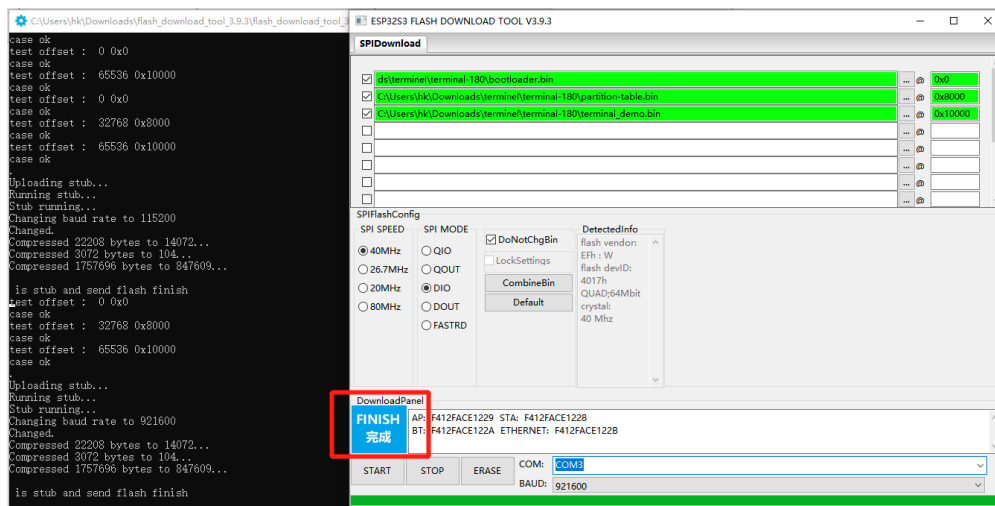 C:\Users\hk\Downloads\flash_download_tool_3.9.3\flash_download_tool_3
case ok
test offset :  0 0x0
case ok
test offset :  65536 0x10000
case ok
test offset :  0 0x0
case ok
test offset :  32768 0x8000
case ok
test offset :  65536 0x10000
case ok
.
Uploading stub...
Running stub...
Stub running...
Changing baud rate to 115200
Changed.
Compressed 22208 bytes to 14072...
Compressed 3072 bytes to 104...
Compressed 1757696 bytes to 847609...
is stub and send flash finish
test offset :  0 0x0
case ok
test offset :  32768 0x8000
case ok
test offset :  65536 0x10000
case ok
.
Uploading stub...
Running stub...
Stub running...
Changing baud rate to 921600
Changed.
Compressed 22208 bytes to 14072...
Compressed 3072 bytes to 104...
Compressed 1757696 bytes to 847609...
is stub and send flash finish
ESP32S3 FLASH DOWNLOAD TOOL V3.9.3
SPIDownload
ds\terminel\terminal-180\bootloader.bin ... @ 0x0
C:\Users\hk\Downloads\terminel\terminal-180\partition-table.bin ... @ 0x8000
C:\Users\hk\Downloads\terminel\terminal-180\terminal_demo.bin ... @ 0x10000
... @
... @
... @
... @
... @
SPIFlashConfig
SPI SPEED
40MHz
26.7MHz
20MHz
80MHz
SPI MODE
QIO
QOUT
DIO
DOUT
FASTRD
DoNotChgBin
LockSettings
CombineBin
Default
DetectedInfo
flash vendor:
EFh : W
flash devID:
4017h
QUAD;64Mbit
crystal:
40 Mhz
DownloadPanel
FINISH
完成
AP: F412FACE1229 STA: F412FACE1228
BT: F412FACE122A ETHERNET: F412FACE122B
START STOP ERASE
COM: COM3
BAUD: 921600